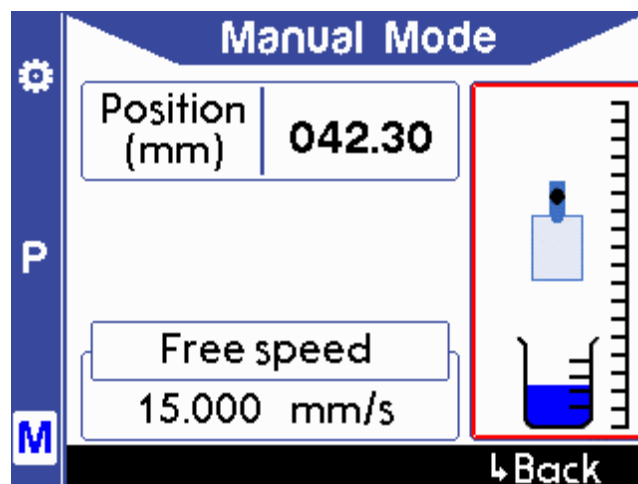 Manual Mode
Position
(mm)
042.30
P
Free speed
15.000 mm/s
M
↳Back